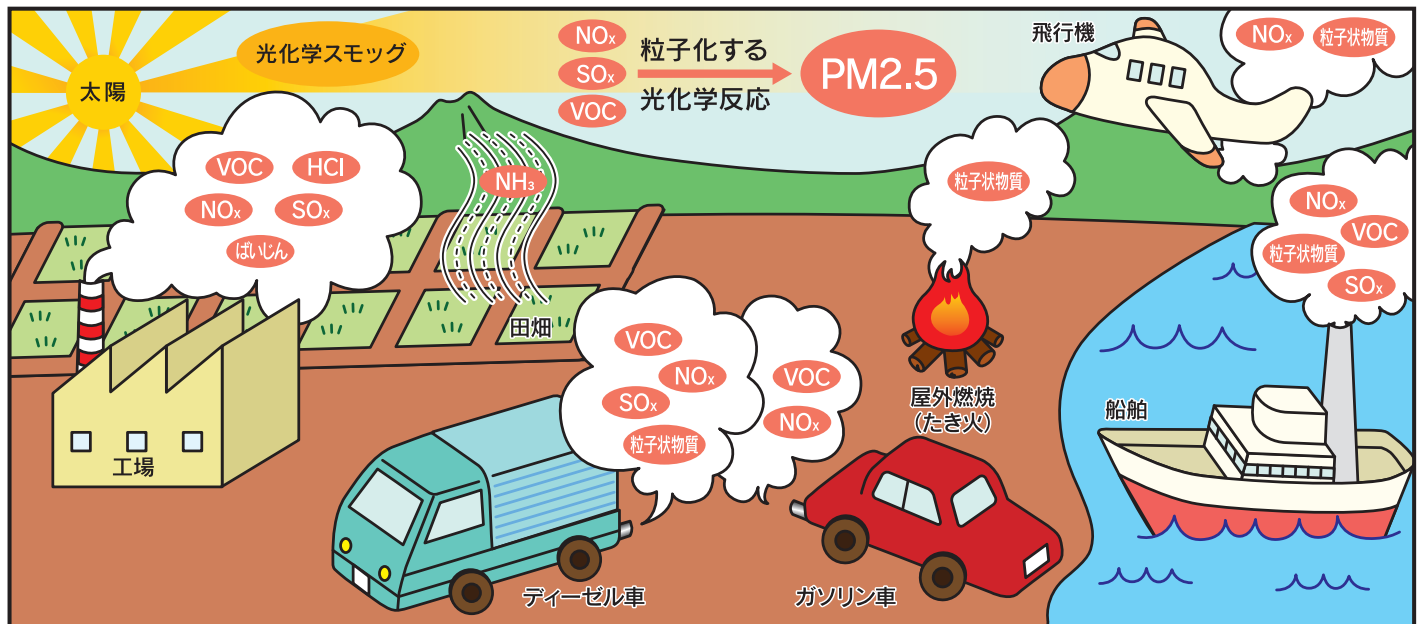 太陽
光化学スモッグ
NOx
SOx
VOC
粒子化する
光化学反応
PM2.5
飛行機
NOx
粒子状物質
VOC
HCl
NOx
SOx
ばいじん
NH₃
田畑
工場
VOC
NOx
SOx
粒子状物質
ディーゼル車
VOC
NOx
ガソリン車
粒子状物質
屋外燃焼
(たき火)
NOx
VOC
粒子状物質
SOx
船舶